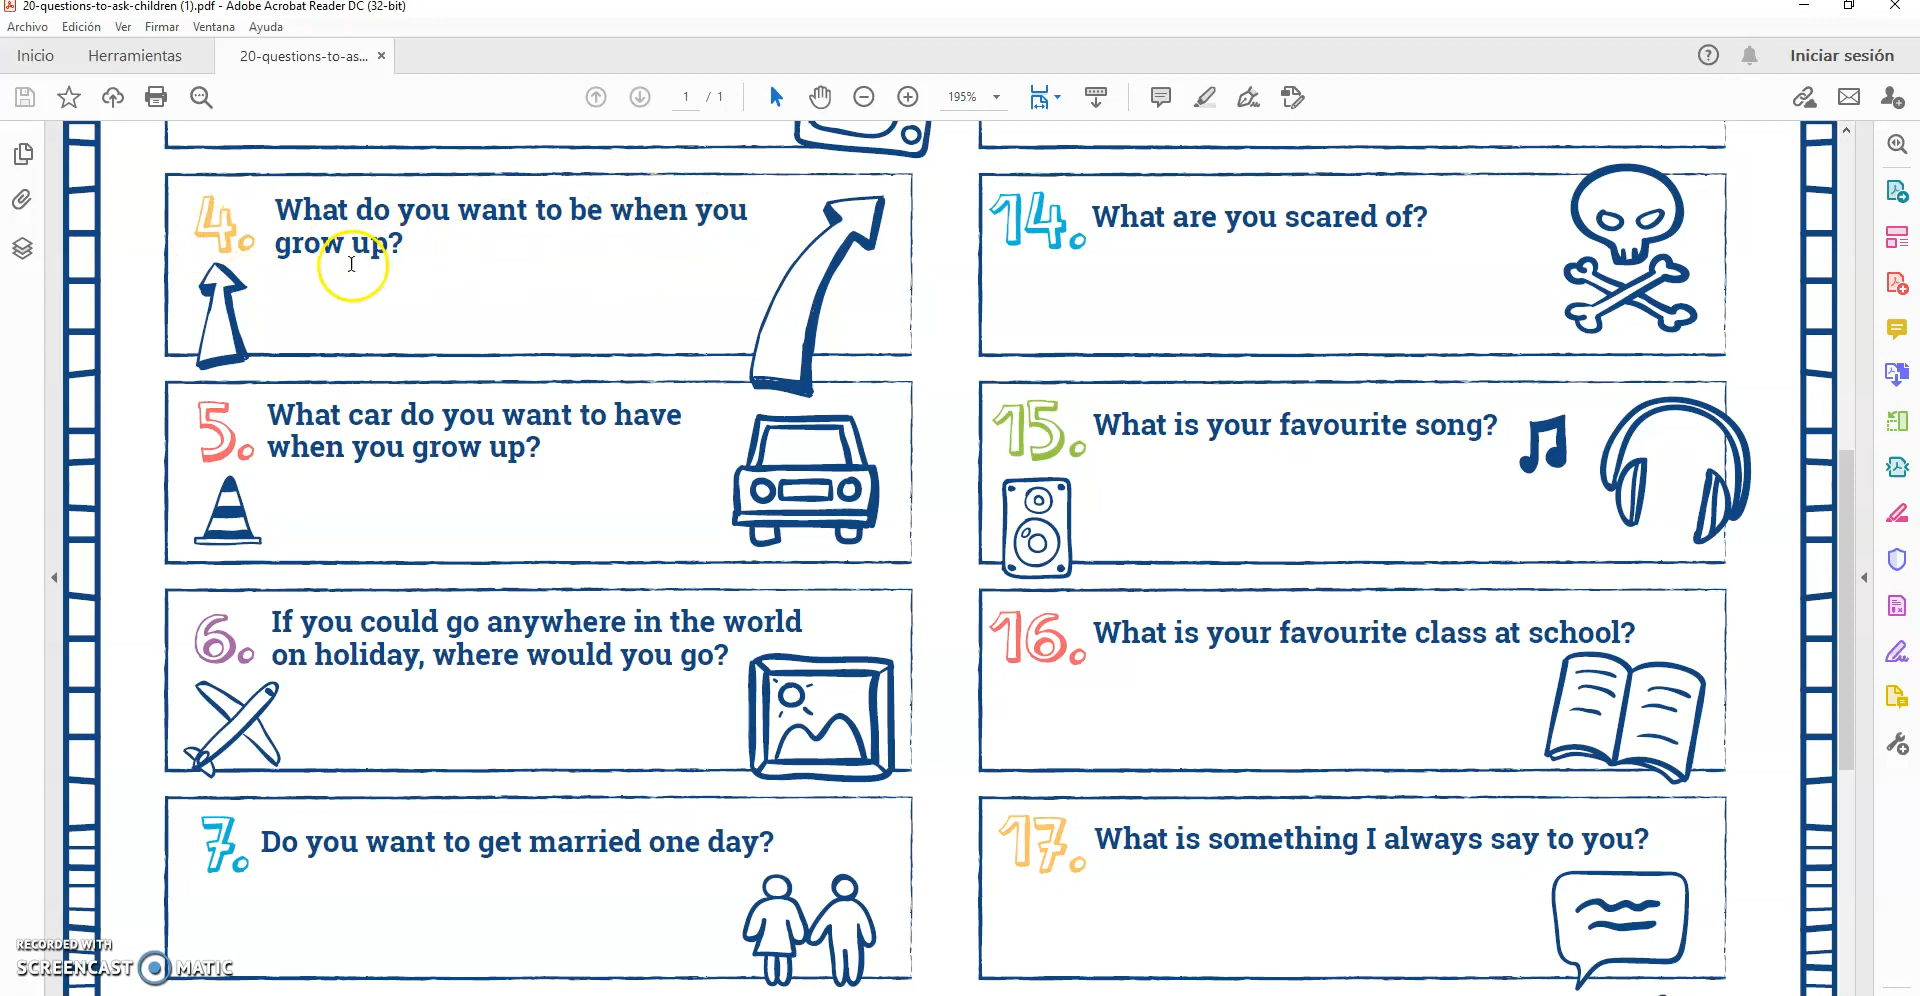 20-questions-to-ask-children (1).pdf - Adobe Acrobat Reader DC (32-bit)
Archivo Edición Ver Firmar Ventana Ayuda
Inicio Herramientas 20-questions-to-as... × Iniciar sesión
1 / 1 195%
4. What do you want to be when you
grow up?
5. What car do you want to have
when you grow up?
6. If you could go anywhere in the world
on holiday, where would you go?
7. Do you want to get married one day?
14. What are you scared of?
15. What is your favourite song?
16. What is your favourite class at school?
17. What is something I always say to you?
RECORDED WITH
SCREENCAST MATIC